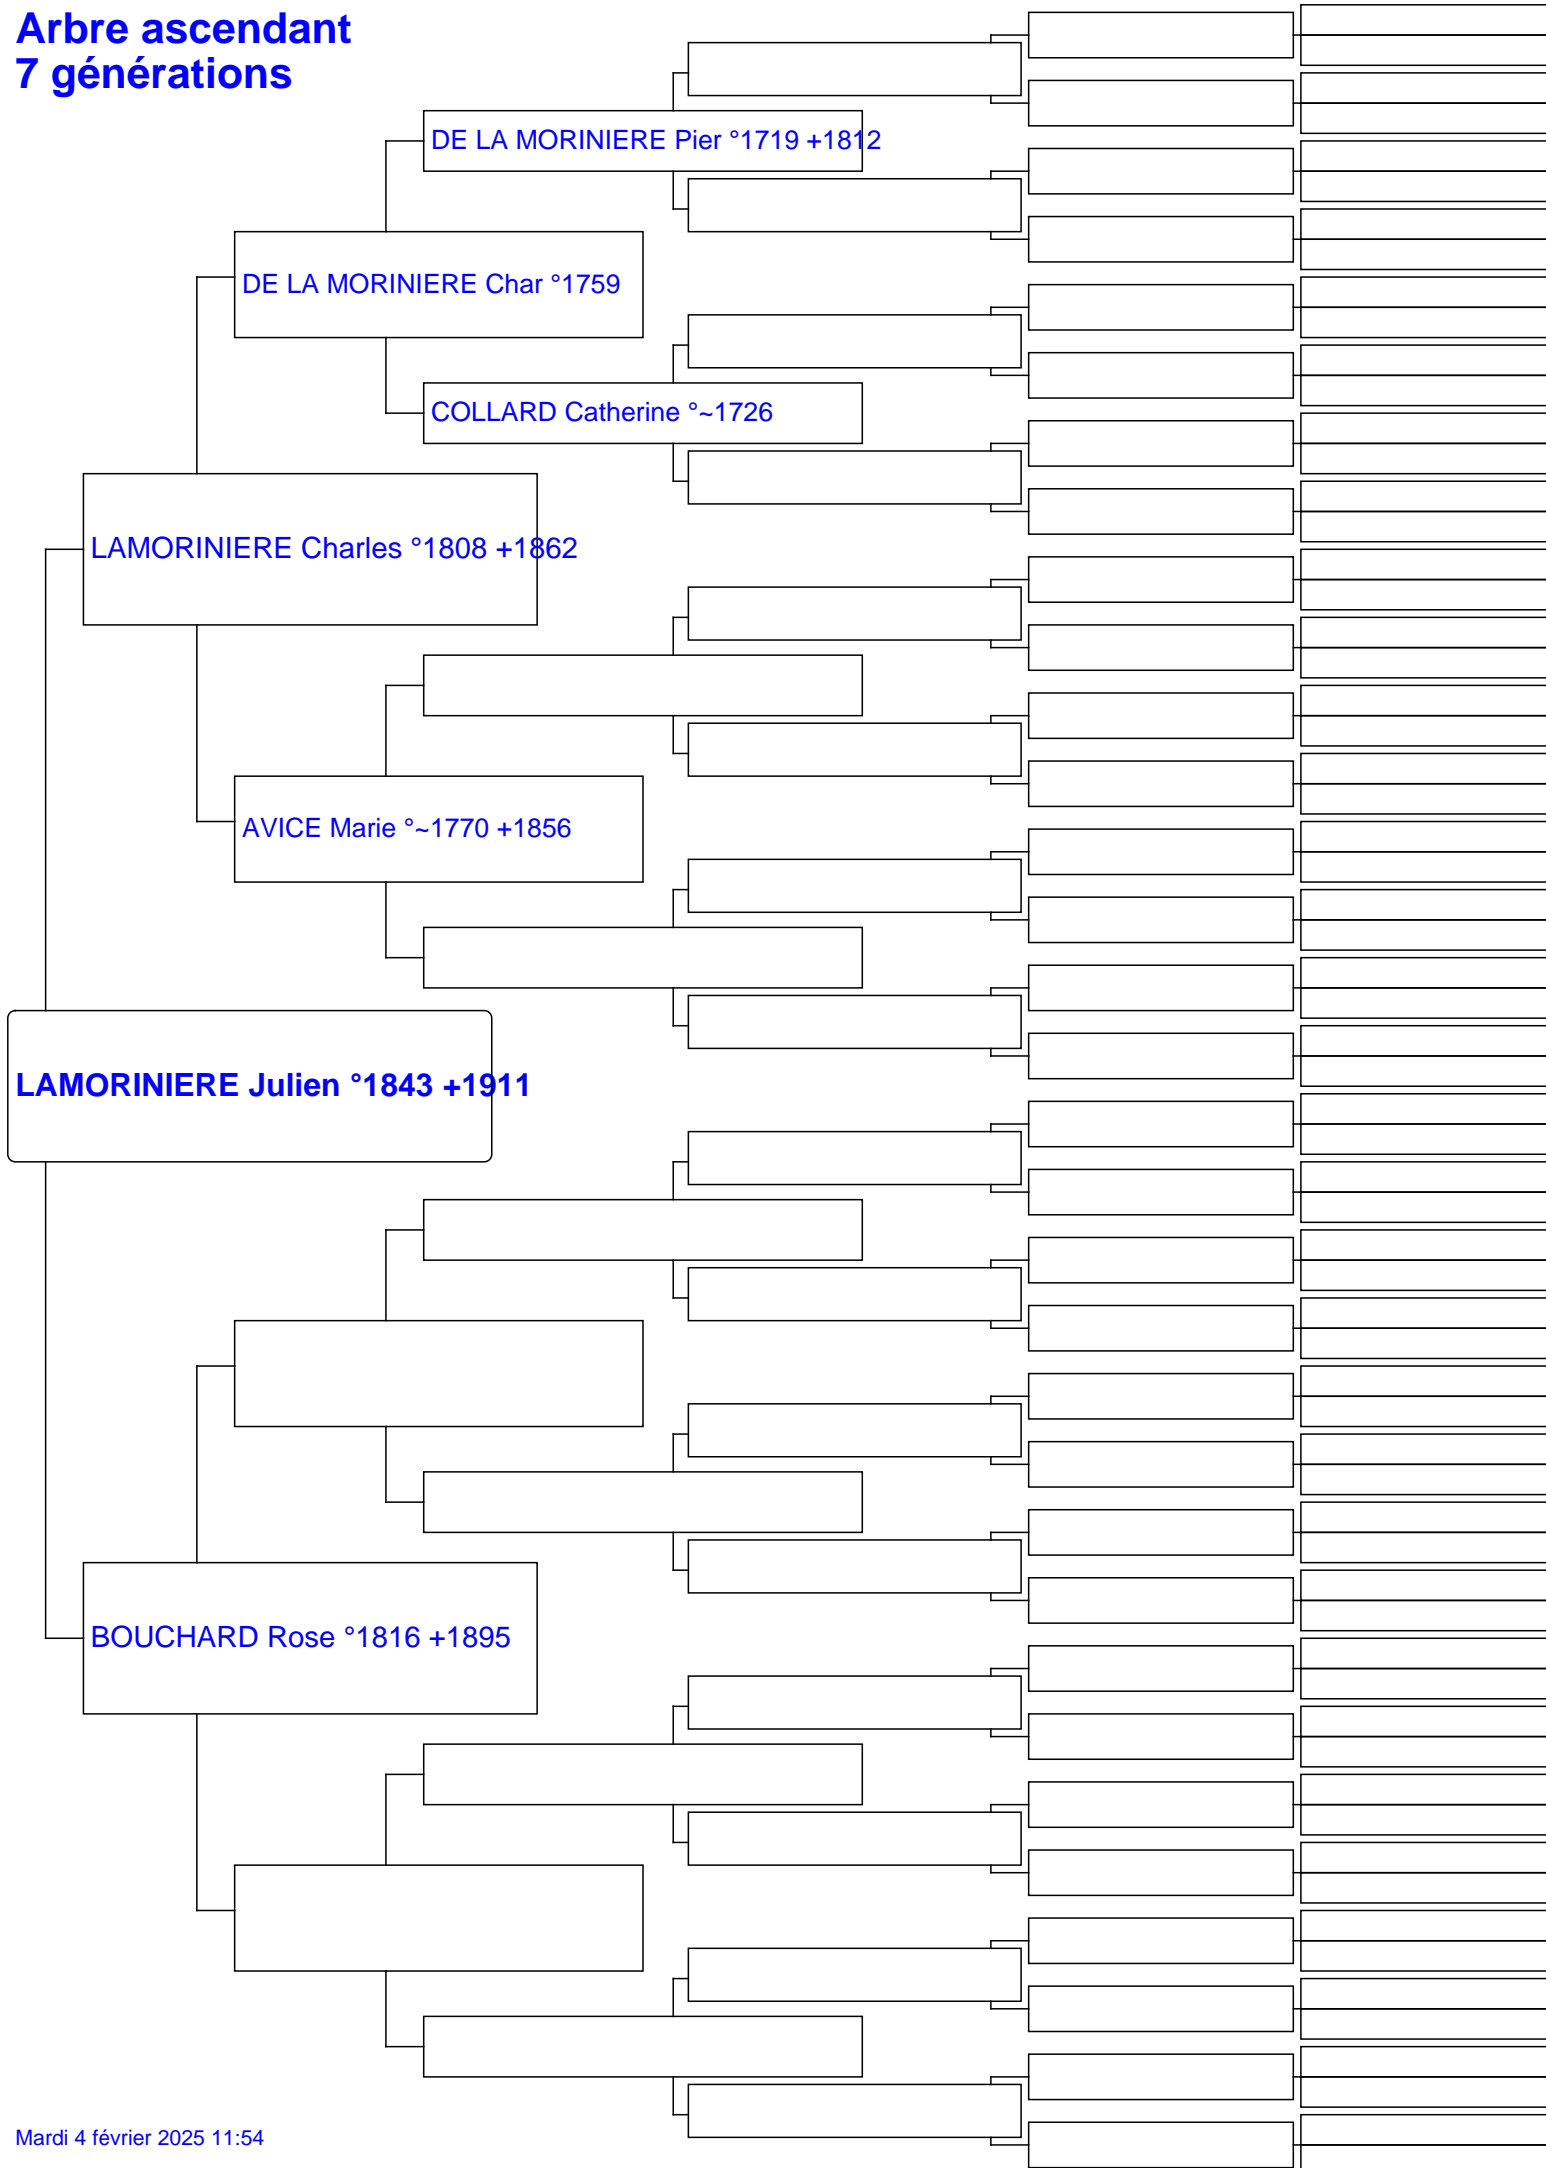 Arbre ascendant
7 générations
DE LA MORINIERE Pier °1719 +1812
DE LA MORINIERE Char °1759
COLLARD Catherine °~1726
LAMORINIERE Charles °1808 +1862
AVICE Marie °~1770 +1856
LAMORINIERE Julien °1843 +1911
BOUCHARD Rose °1816 +1895
Mardi 4 février 2025 11:54